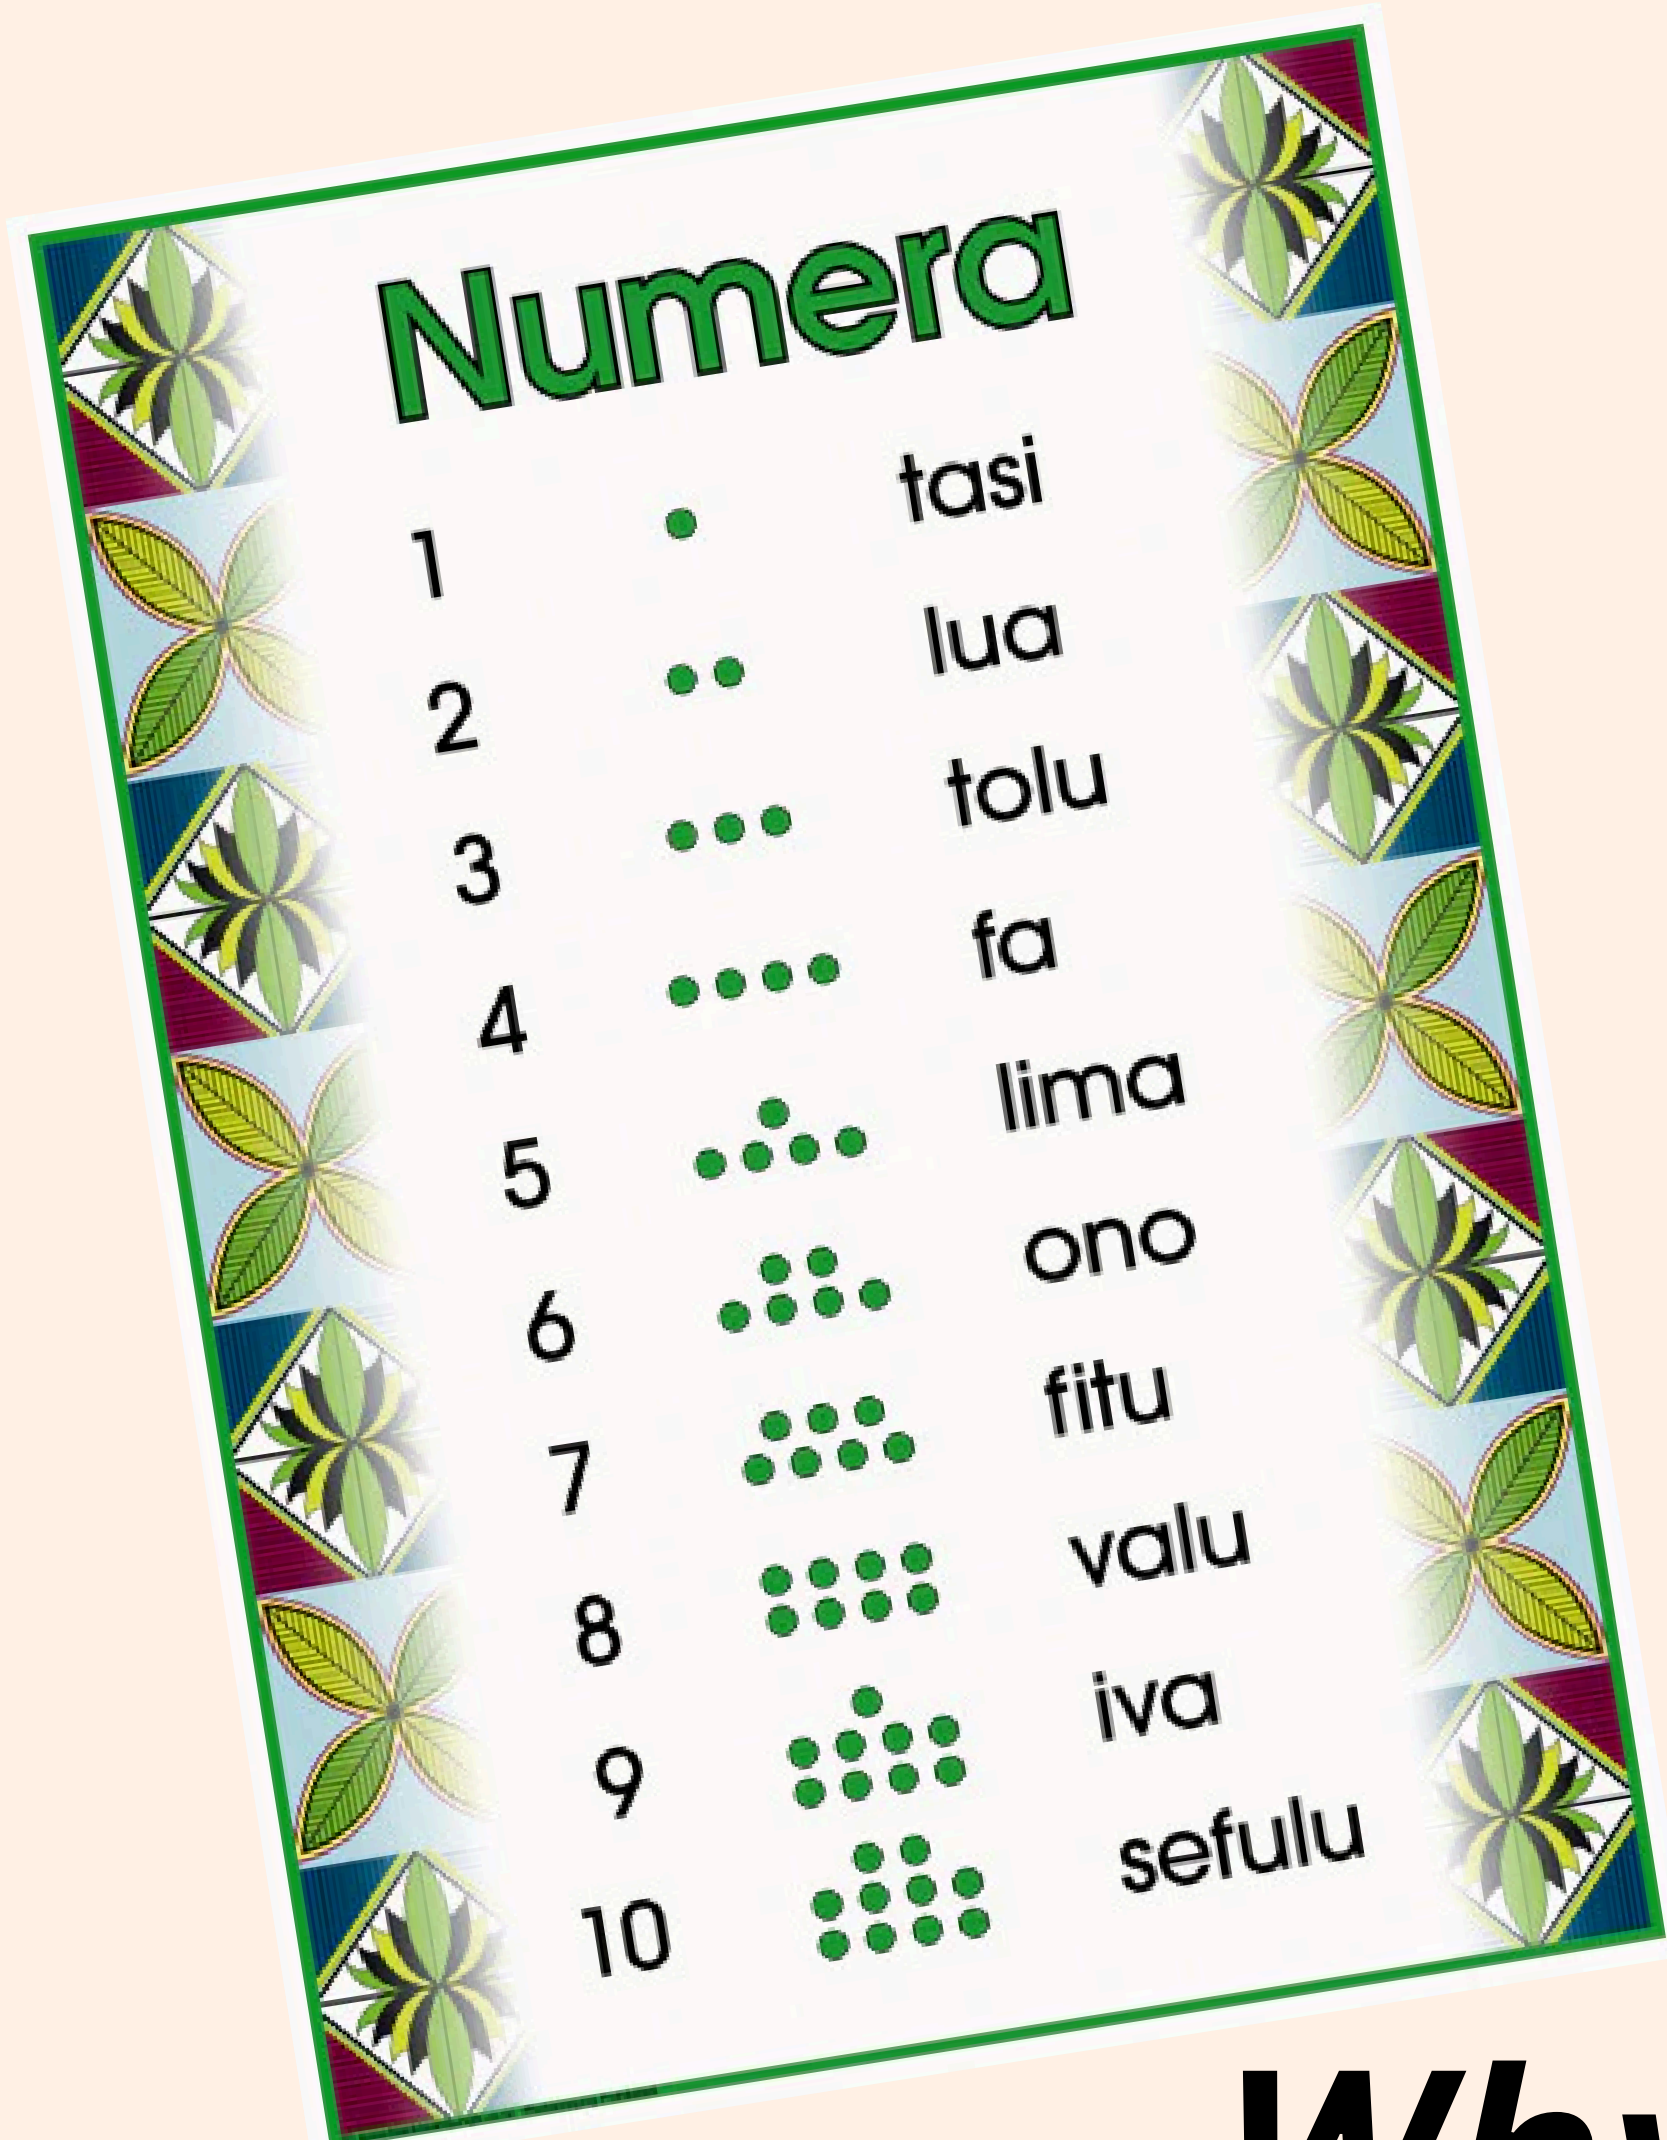 Numera
1 tasi
2 lua
3 tolu
4 fa
5 lima
6 ono
7 fitu
8 valu
9 iva
10 sefulu